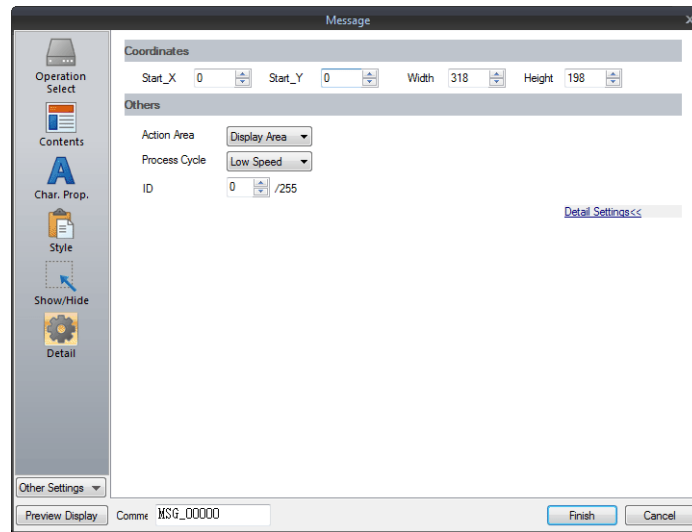 Message
Operation
Select
Contents
Char. Prop.
Style
Show/Hide
Detail
Other Settings
Coordinates
Start_X 0 Start_Y 0 Width 318 Height 198
Others
Action Area Display Area
Process Cycle Low Speed
ID 0 /255
Detail Settings<<
Preview Display Comme MSG_00000 Finish Cancel